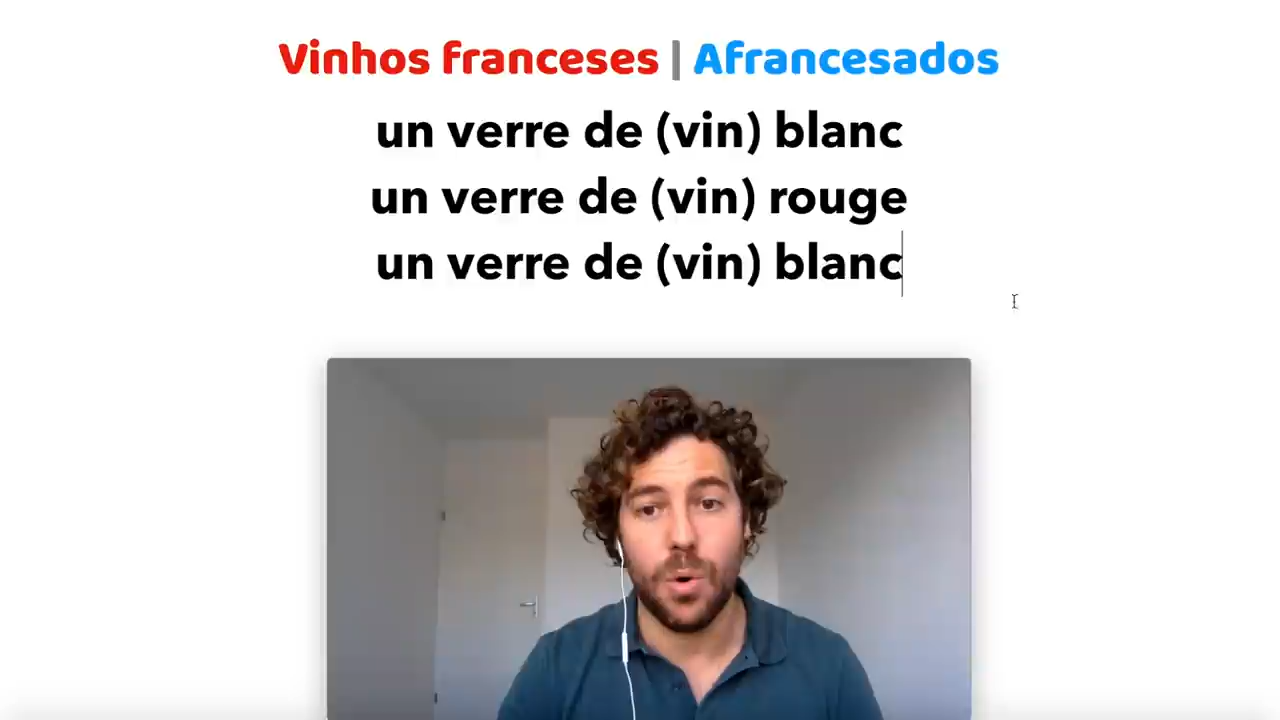 Vinhos franceses | Afrancesados
un verre de (vin) blanc
un verre de (vin) rouge
un verre de (vin) blanc